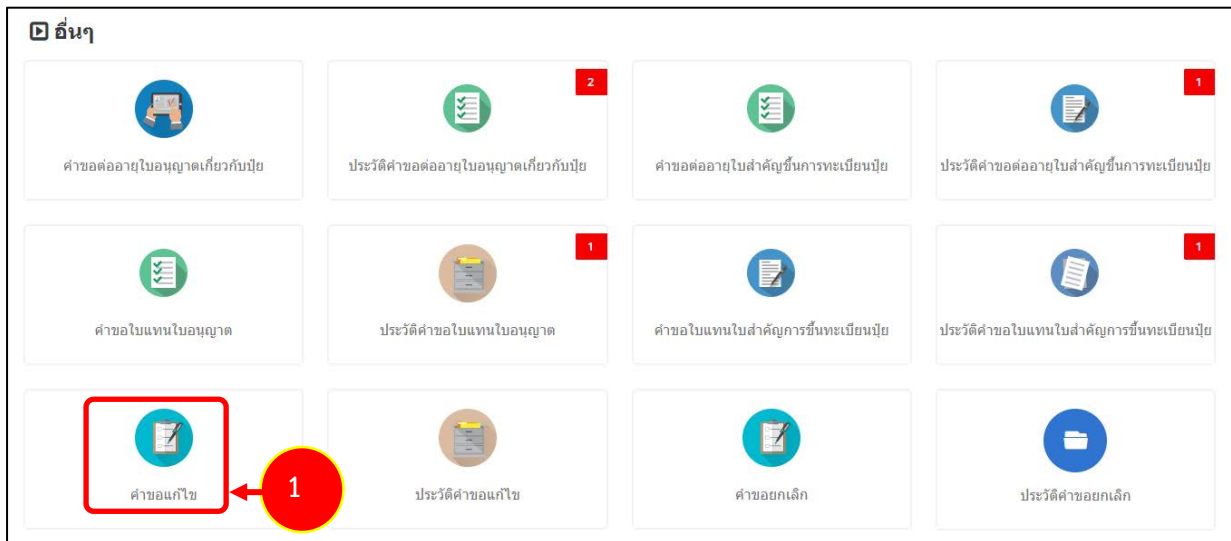 อื่นๆ
2
1
คำขอต่ออายุใบอนุญาตเกี่ยวกับปุ๋ย
ประวัติคำขอต่ออายุใบอนุญาตเกี่ยวกับปุ๋ย
คำขอต่ออายุใบสำคัญขึ้นการทะเบียนปุ๋ย
ประวัติคำขอต่ออายุใบสำคัญขึ้นการทะเบียนปุ๋ย
1
1
คำขอใบแทนใบอนุญาต
ประวัติคำขอใบแทนใบอนุญาต
คำขอใบแทนใบสำคัญการขึ้นทะเบียนปุ๋ย
ประวัติคำขอใบแทนใบสำคัญการขึ้นทะเบียนปุ๋ย
คำขอแก้ไข
1
ประวัติคำขอแก้ไข
คำขอยกเลิก
ประวัติคำขอยกเลิก